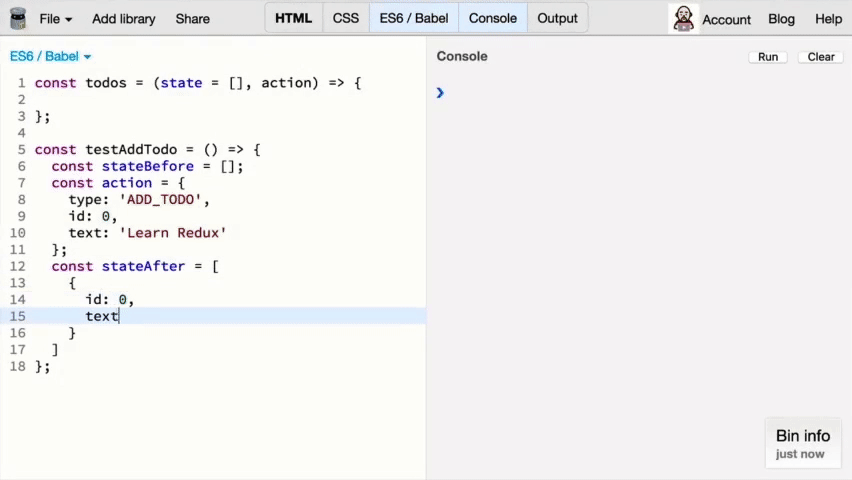 File ▾ Add library Share HTML CSS ES6 / Babel Console Output Account Blog Help
ES6 / Babel ▾
Console Run Clear
❯
1 const todos = (state = [], action) => {
2
3 };
4
5 const testAddTodo = () => {
6   const stateBefore = [];
7   const action = {
8     type: 'ADD_TODO',
9     id: 0,
10     text: 'Learn Redux'
11   };
12   const stateAfter = [
13     {
14       id: 0,
15       text
16     }
17   ]
18 };
Bin info
just now